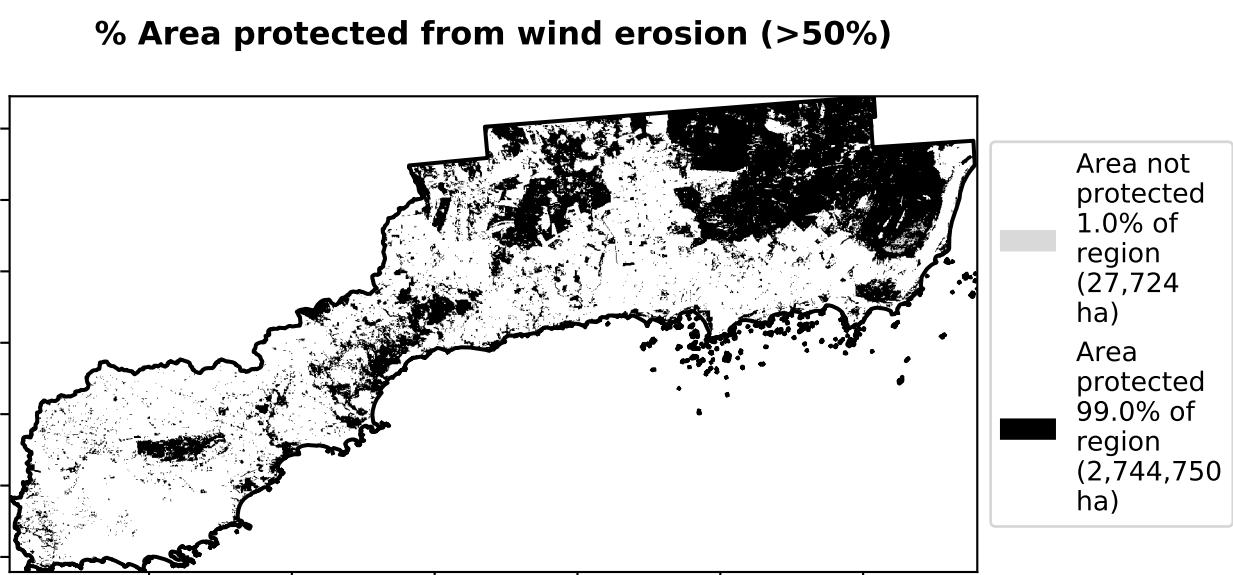 % Area protected from wind erosion (>50%)
Area not
protected
1.0% of
region
(27,724
ha)
Area
protected
99.0% of
region
(2,744,750
ha)